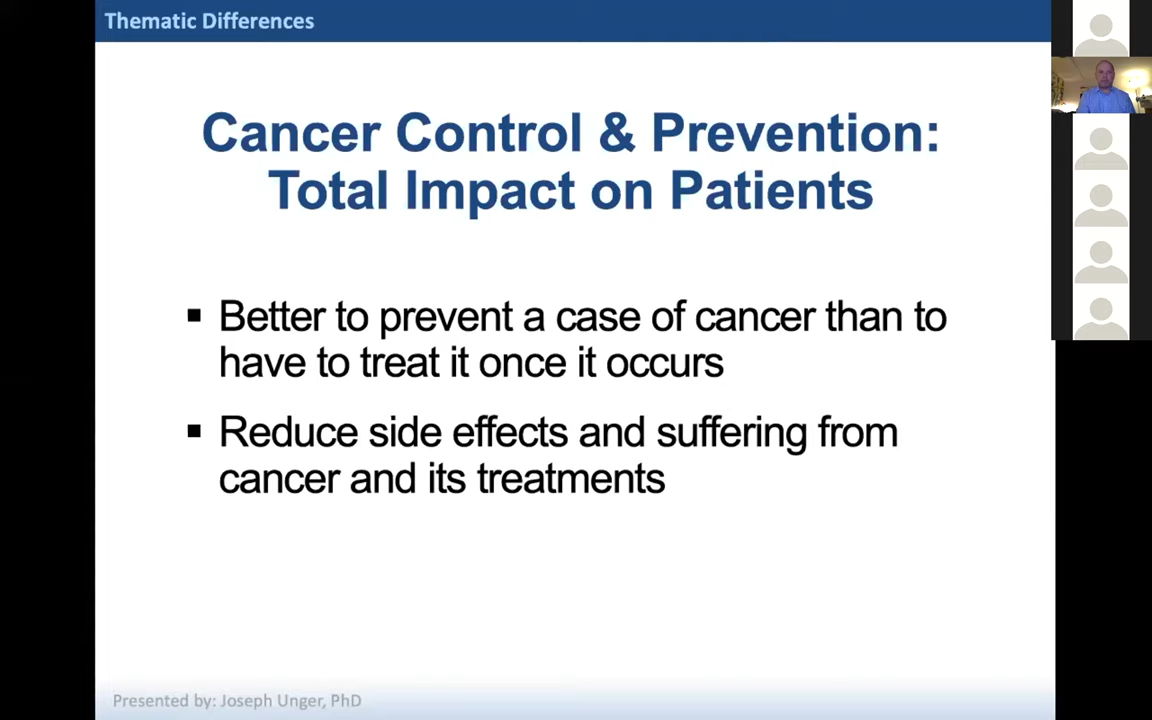 Thematic Differences
Cancer Control & Prevention:
Total Impact on Patients
▪ Better to prevent a case of cancer than to
have to treat it once it occurs
▪ Reduce side effects and suffering from
cancer and its treatments
Presented by: Joseph Unger, PhD